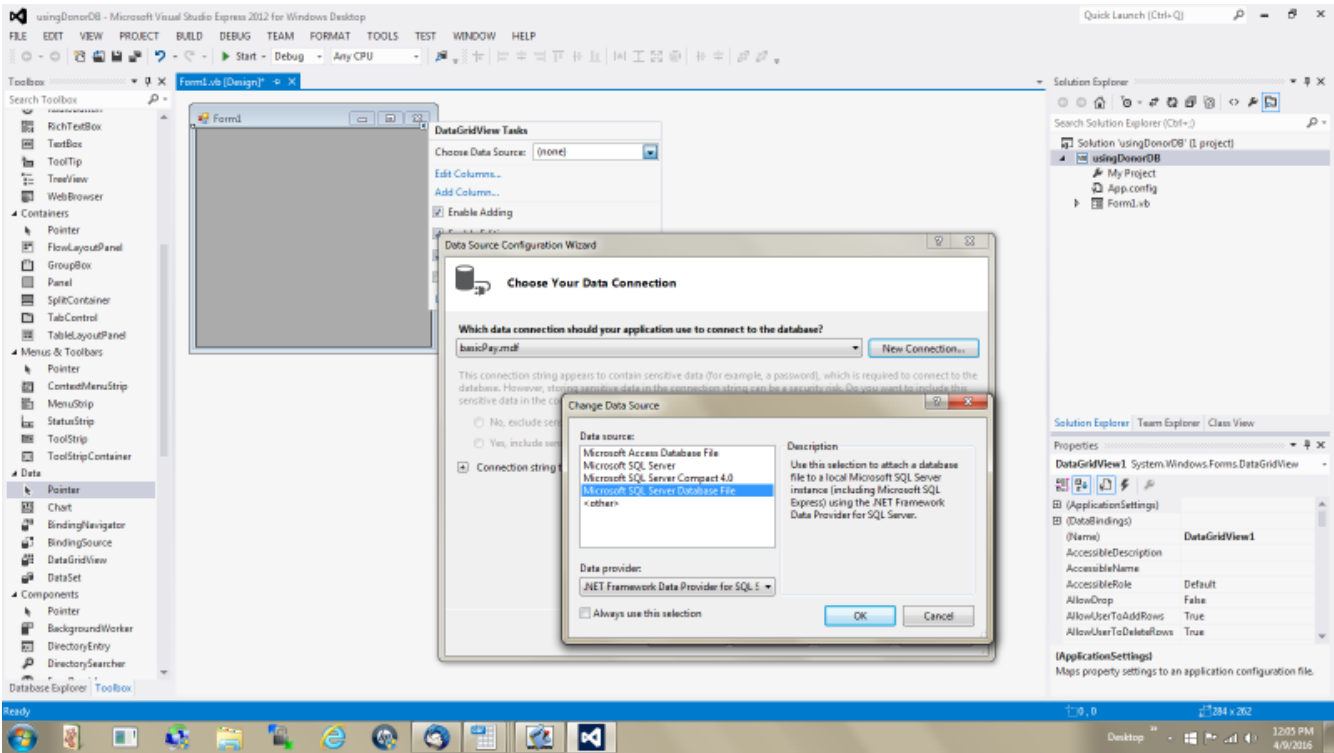 usingDonorDB - Microsoft Visual Studio Express 2012 for Windows Desktop
Quick Launch (Ctrl+Q)
FILE EDIT VIEW PROJECT BUILD DEBUG TEAM FORMAT TOOLS TEST WINDOW HELP
Start - Debug Any CPU
Toolbox
Search Toolbox
RichTextBox
TextBox
ToolTip
TreeView
WebBrowser
Containers
Pointer
FlowLayoutPanel
GroupBox
Panel
SplitContainer
TabControl
TableLayoutPanel
Menus & Toolbars
Pointer
ContextMenuStrip
MenuStrip
StatusStrip
ToolStrip
ToolStripContainer
Data
Pointer
Chart
BindingNavigator
BindingSource
DataGridView
DataSet
Components
Pointer
BackgroundWorker
DirectoryEntry
DirectorySearcher
Database Explorer Toolbox
Form1.vb [Design]*
Form1
DataGridView Tasks
Choose Data Source: (none)
Edit Columns...
Add Column...
Enable Adding
Data Source Configuration Wizard
Choose Your Data Connection
Which data connection should your application use to connect to the database?
basicPay.mdf
New Connection...
This connection string appears to contain sensitive data (for example, a password), which is required to connect to the
database. However, storing sensitive data in the connection string can be a security risk. Do you want to include this
sensitive data in the
No, exclude
Yes, include
Connection string
Change Data Source
Data source:
Microsoft Access Database File
Microsoft SQL Server
Microsoft SQL Server Compact 4.0
Microsoft SQL Server Database File
<other>
Description
Use this selection to attach a database
file to a local Microsoft SQL Server
instance (including Microsoft SQL
Express) using the .NET Framework
Data Provider for SQL Server.
Data provider:
.NET Framework Data Provider for SQL S
Always use this selection
OK Cancel
Solution Explorer
Search Solution Explorer (Ctrl+;)
Solution 'usingDonorDB' (1 project)
usingDonorDB
My Project
App.config
Form1.vb
Solution Explorer Team Explorer Class View
Properties
DataGridView1 System.Windows.Forms.DataGridView
(ApplicationSettings)
(DataBindings)
(Name) DataGridView1
AccessibleDescription
AccessibleName
AccessibleRole Default
AllowDrop False
AllowUserToAddRows True
AllowUserToDeleteRows True
(ApplicationSettings)
Maps property settings to an application configuration file.
Ready
0 , 0
284 x 262
Desktop
12:05 PM
4/9/2016